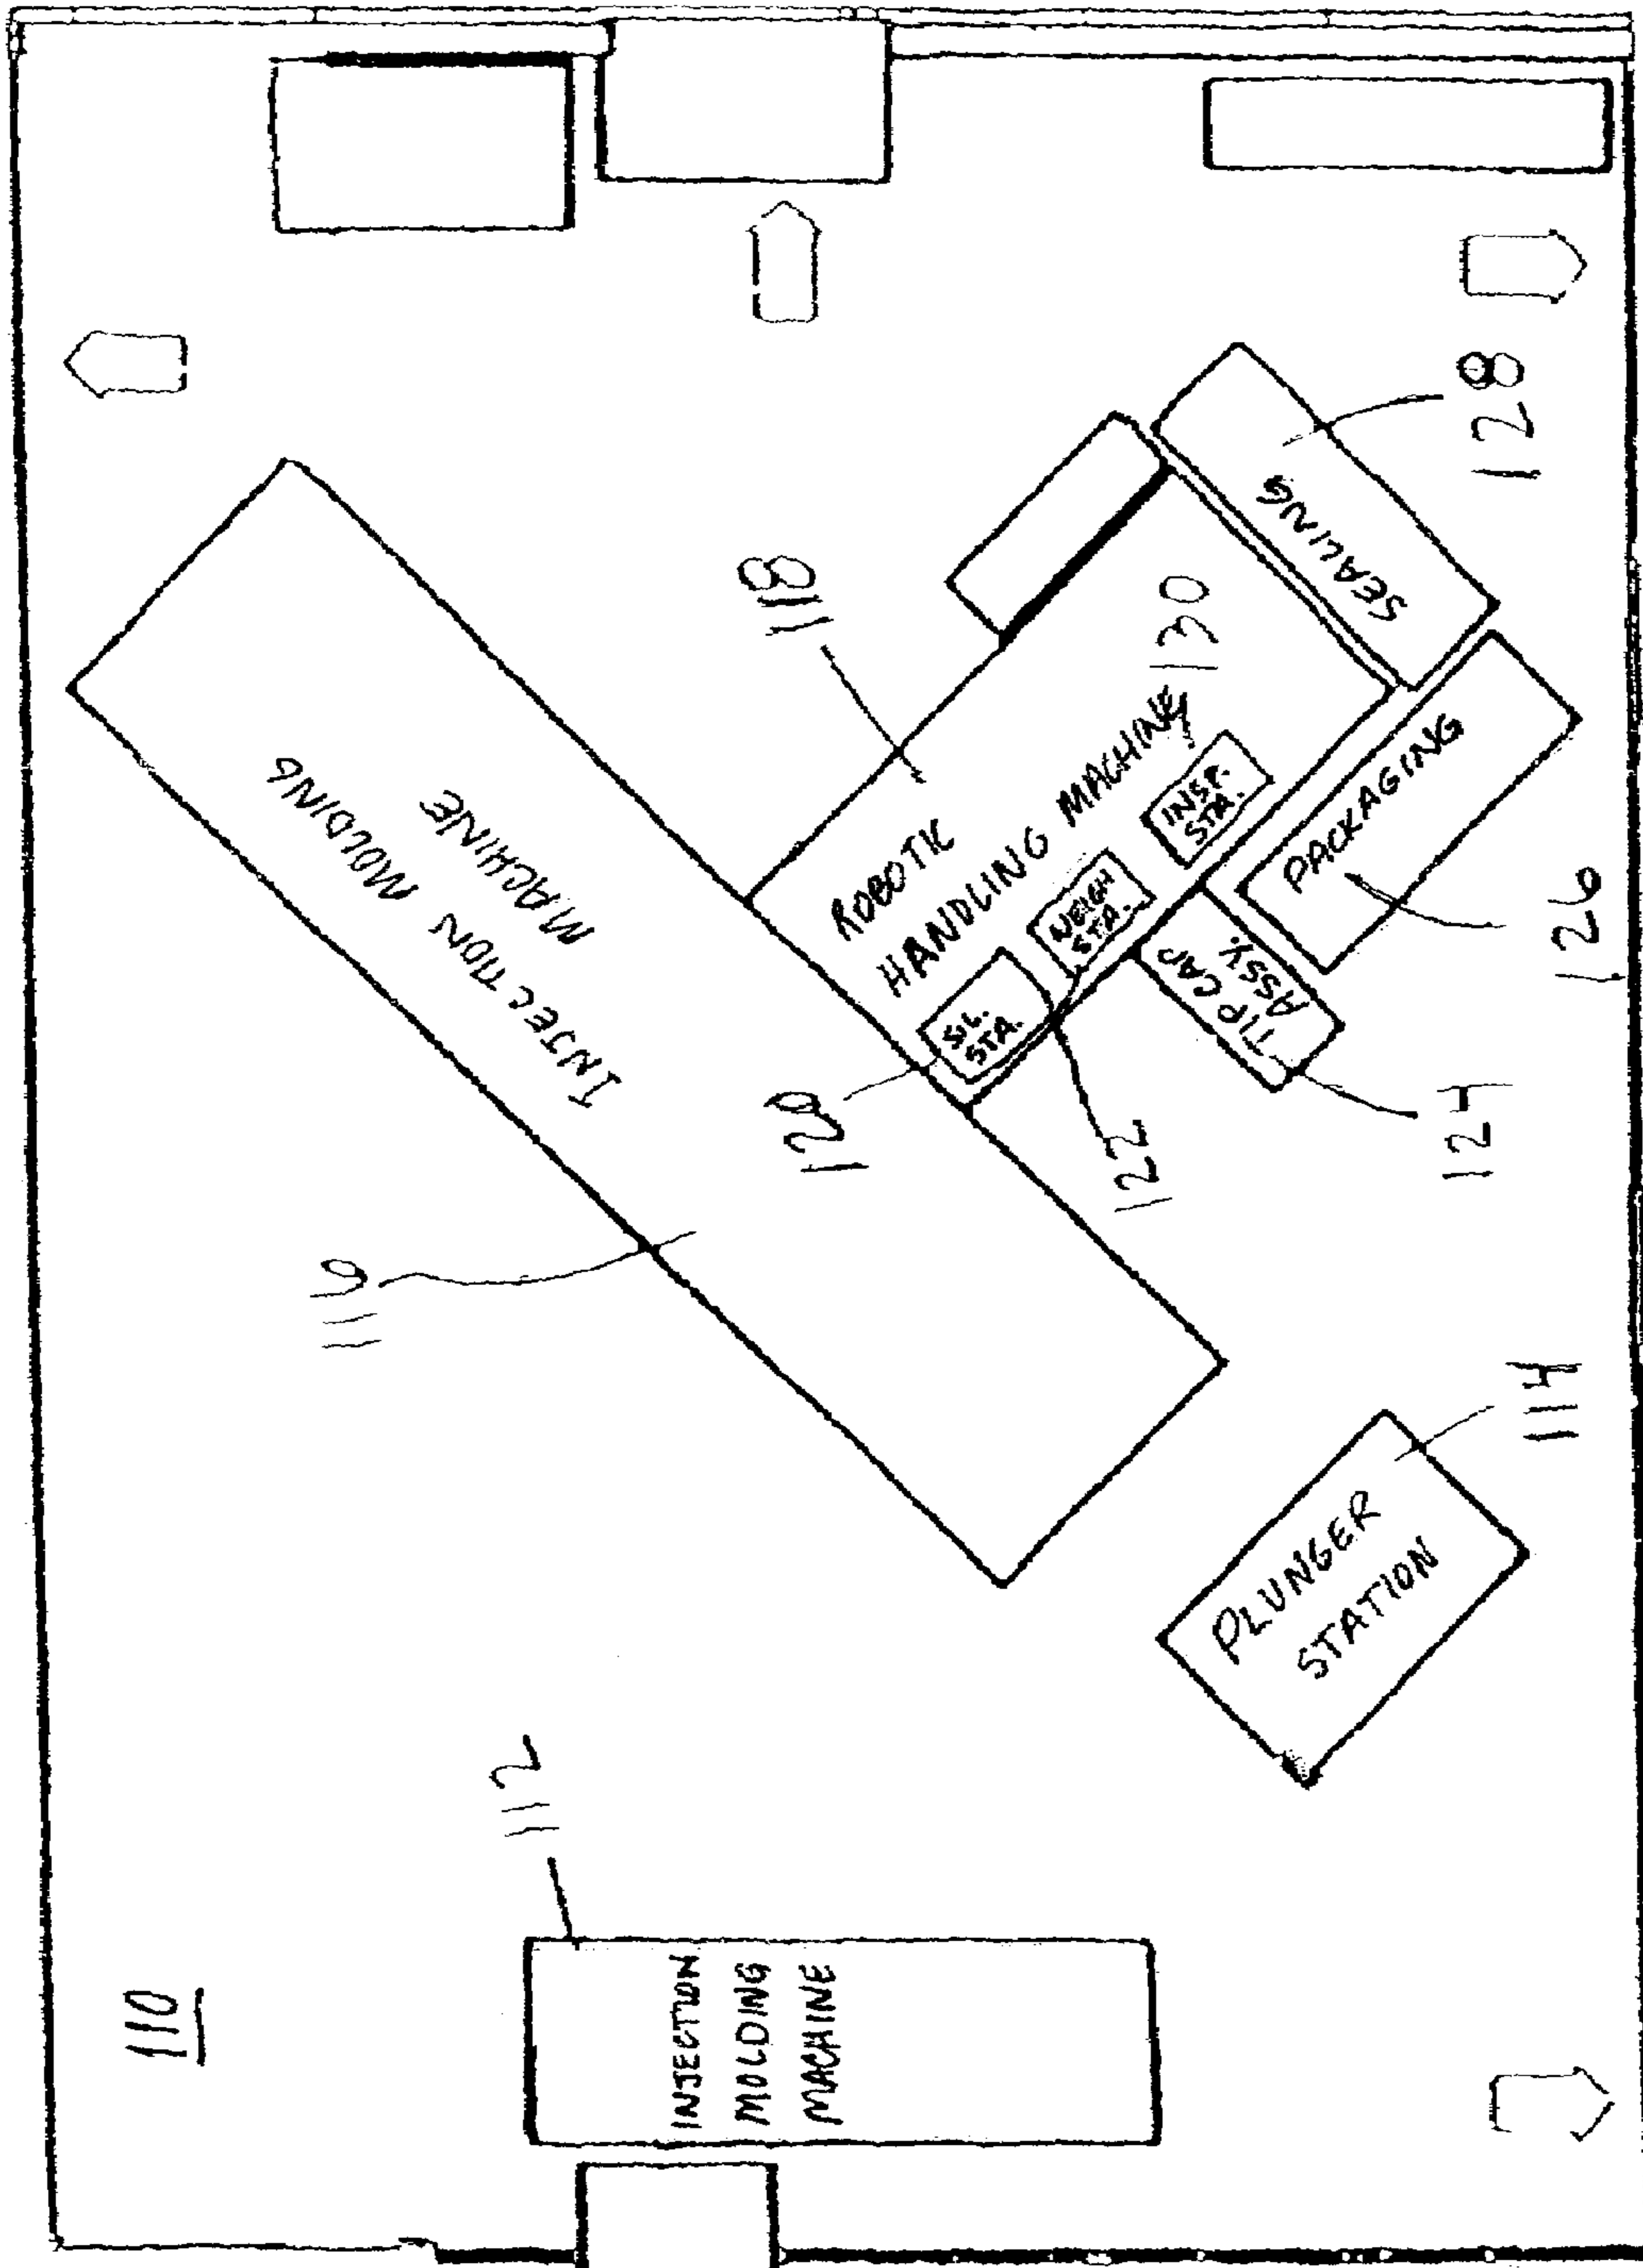 110
112
INJECTION
MOLDING
MACHINE
114
PLUNGER
STATION
116
INJECTION MOLDING
MACHINE
118
ROBOTIC
HANDLING MACHINE
120
SIL.
STA.
122
WEIGH
STA.
130
INSP.
STA.
124
TIP CAP
ASSY.
126
PACKAGING
128
SEALING